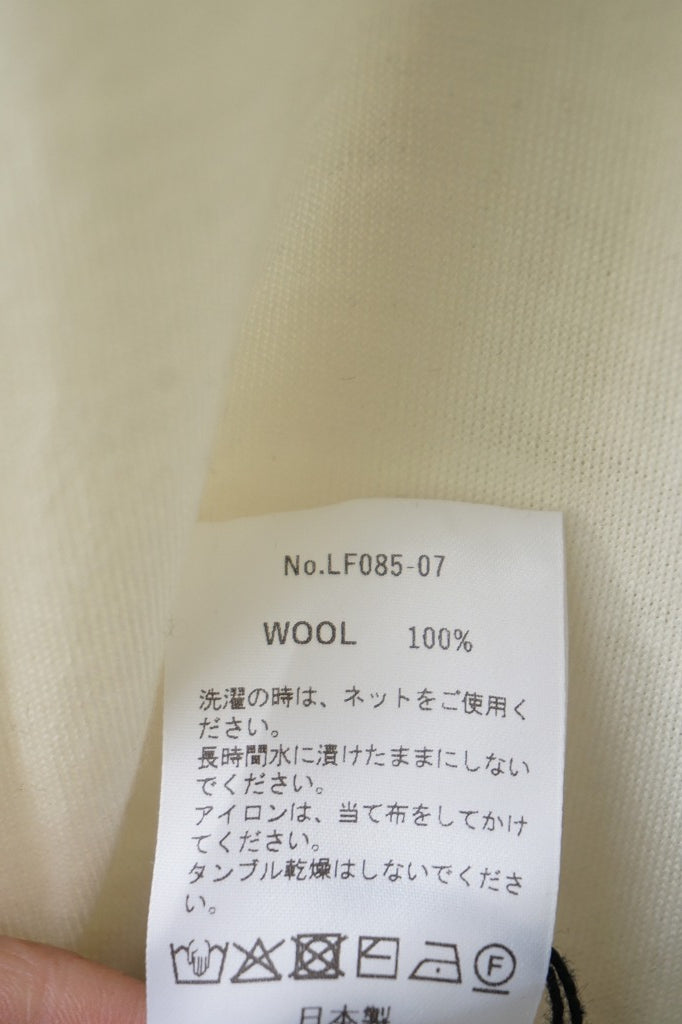 No.LF085-07
WOOL 100%
洗濯の時は、ネットをご使用く
ださい。
長時間水に漬けたままにしない
でください。
アイロンは、当て布をしてかけ
てください。
タンブル乾燥はしないでくださ
い。
F
日本製